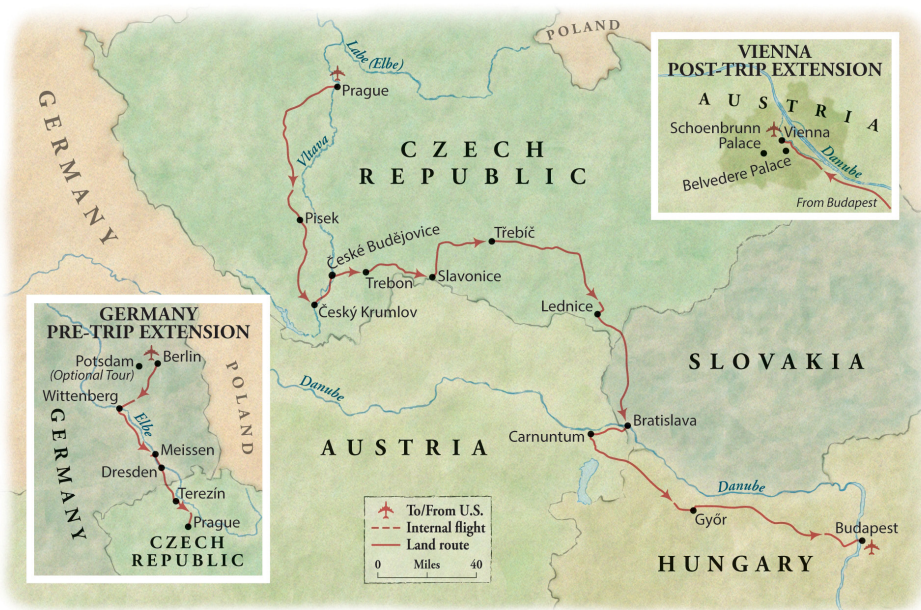 POLAND
Labe (Elbe)
GERMANY
Prague
Vltava
CZECH
REPUBLIC
Pisek
České Budějovice
Třebíč
Trebon
Slavonice
Český Krumlov
Lednice
SLOVAKIA
Danube
Bratislava
Carnuntum
AUSTRIA
Danube
Győr
Budapest
HUNGARY
VIENNA
POST-TRIP EXTENSION
AUSTRIA
Schoenbrunn
Palace
Vienna
Danube
Belvedere Palace
From Budapest
GERMANY
PRE-TRIP EXTENSION
Potsdam
(Optional Tour)
Berlin
Wittenberg
POLAND
Elbe
GERMANY
Meissen
Dresden
Terezín
Prague
CZECH
REPUBLIC
To/From U.S.
Internal flight
Land route
0 Miles 40